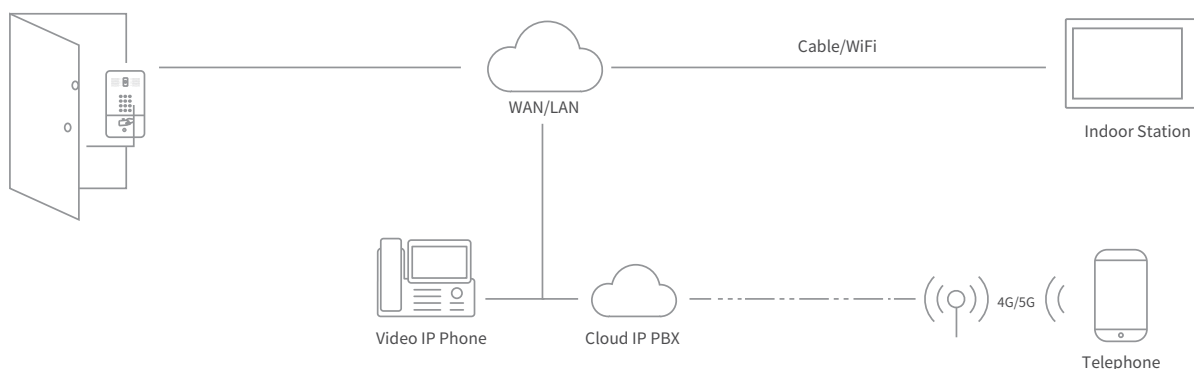 Cable/WiFi
WAN/LAN
Indoor Station
4G/5G
Video IP Phone
Cloud IP PBX
Telephone